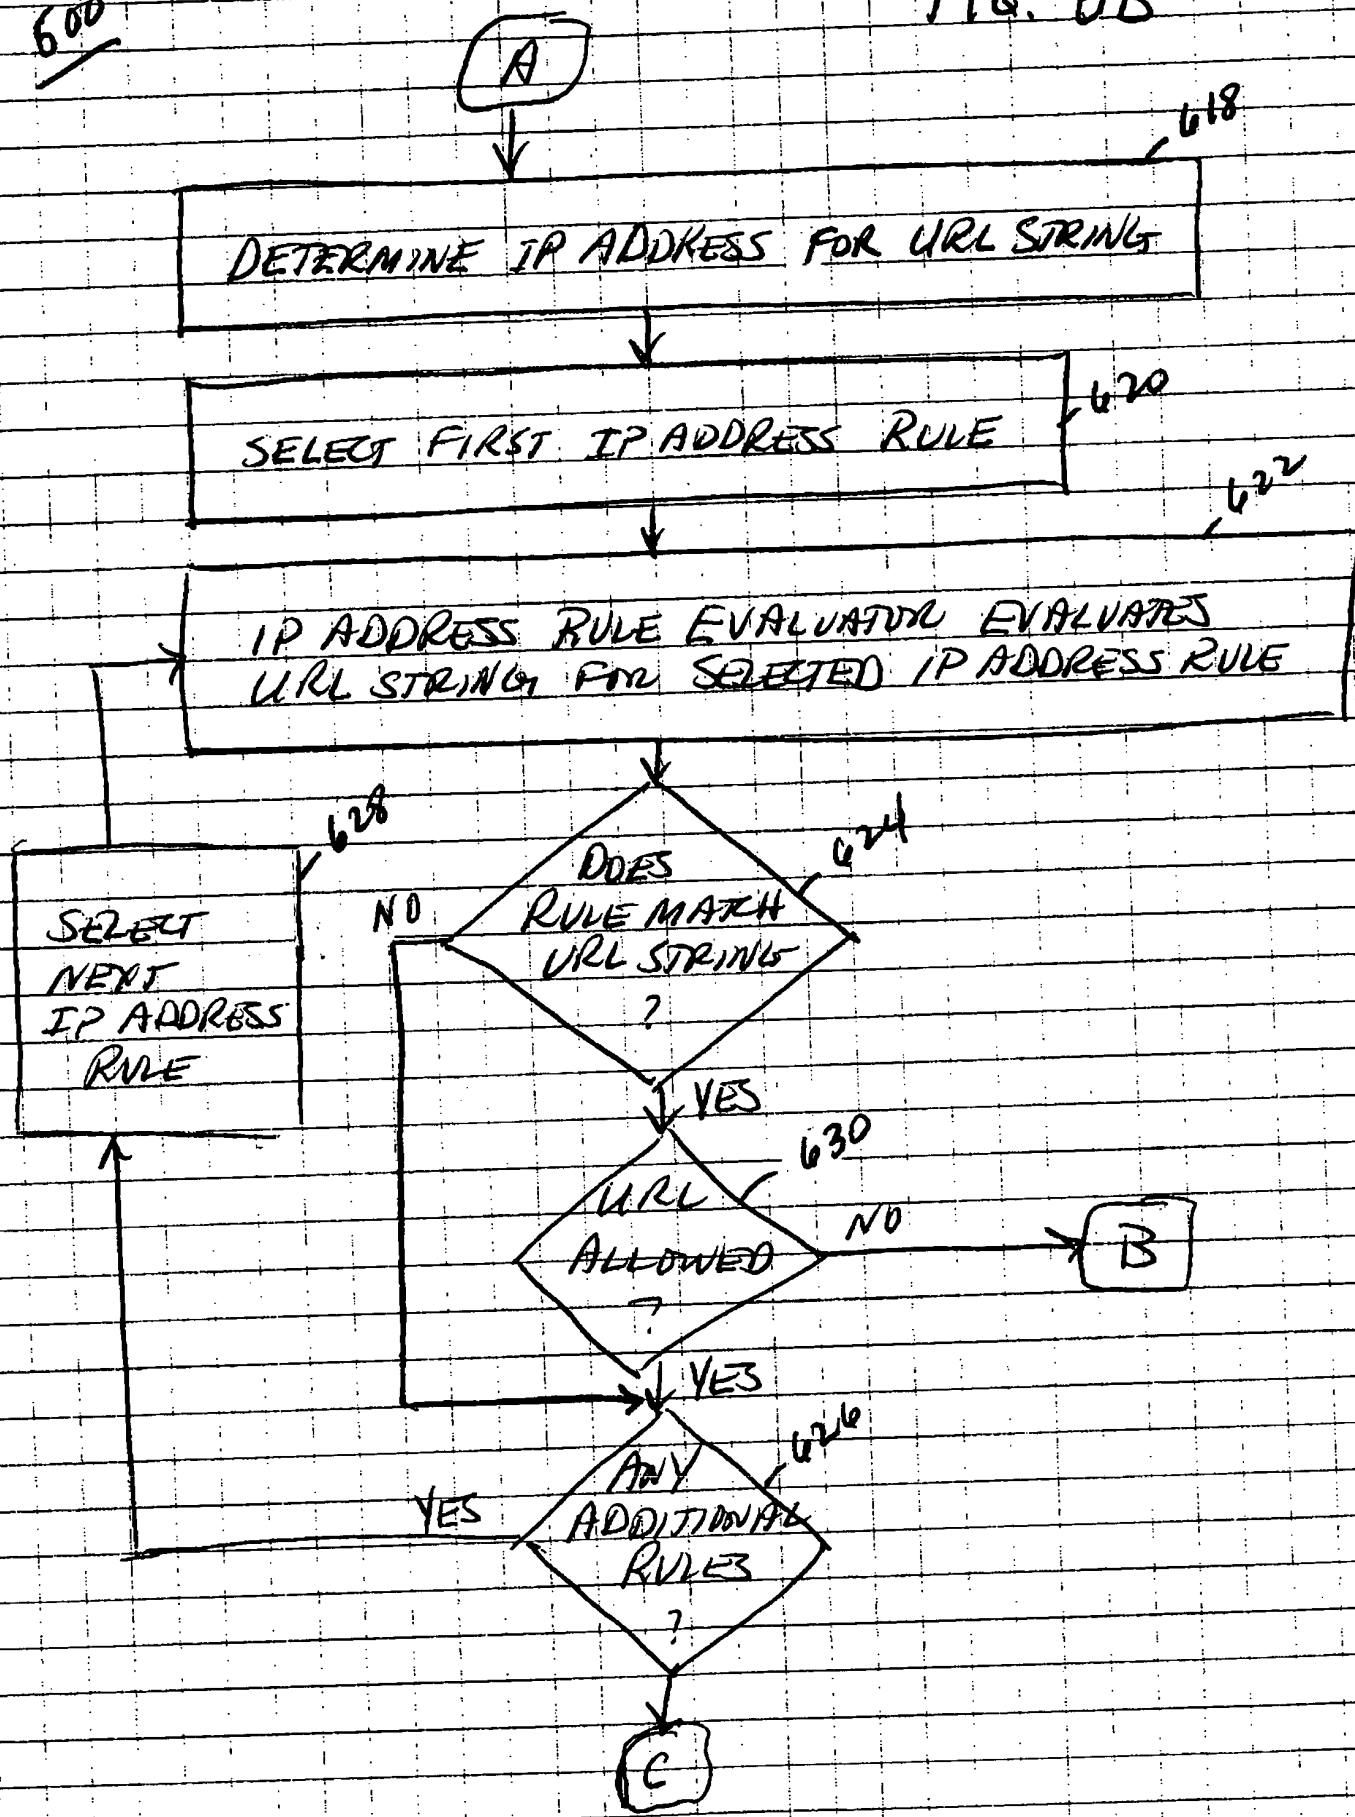 600
FIG. 6B
A
618
DETERMINE IP ADDRESS FOR URL STRING
620
SELECT FIRST IP ADDRESS RULE
622
IP ADDRESS RULE EVALUATOR EVALUATES
URL STRING FOR SELECTED IP ADDRESS RULE
628
SELECT
NEXT
IP ADDRESS
RULE
624
DOES
RULE MATCH
URL STRING
?
NO
YES
630
URL
ALLOWED
?
NO
B
YES
626
ANY
ADDITIONAL
RULES
?
YES
C